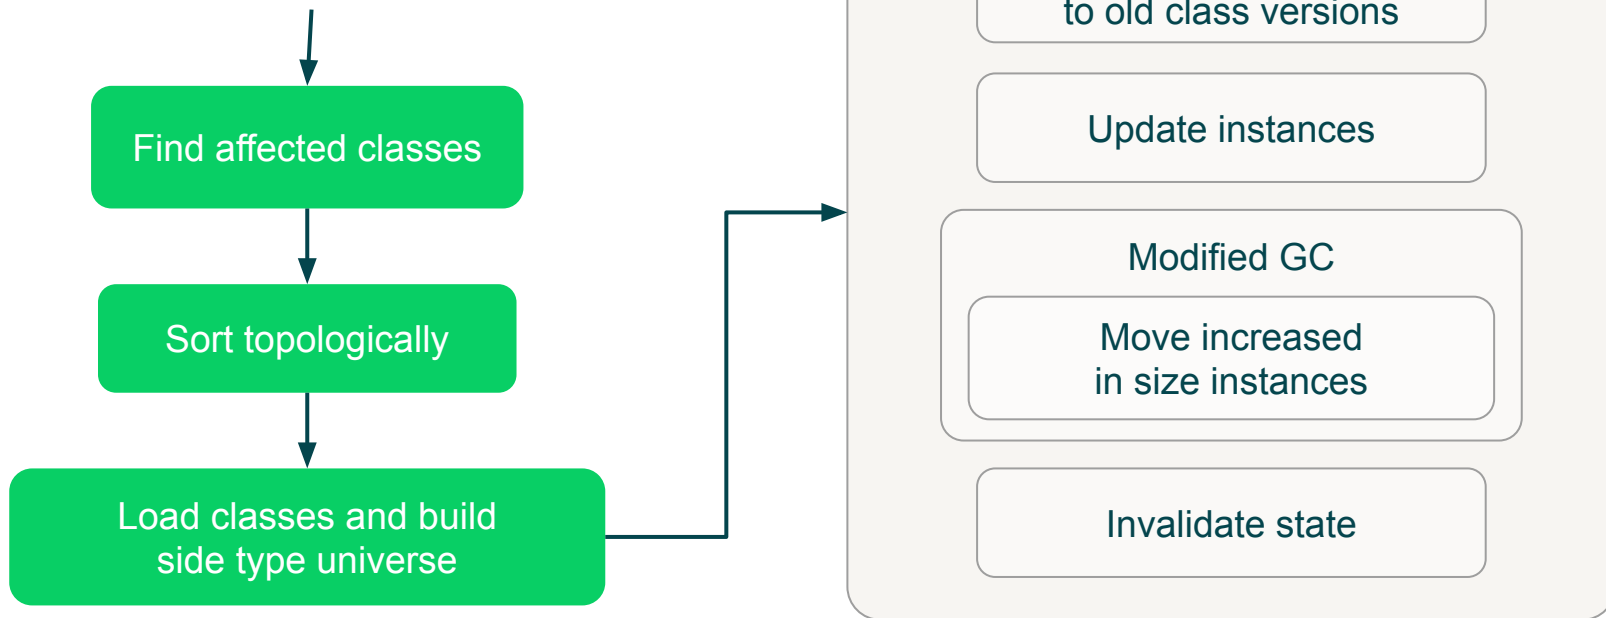 Find affected classes
Sort topologically
Load classes and build
side type universe
to old class versions
Update instances
Modified GC
Move increased
in size instances
Invalidate state